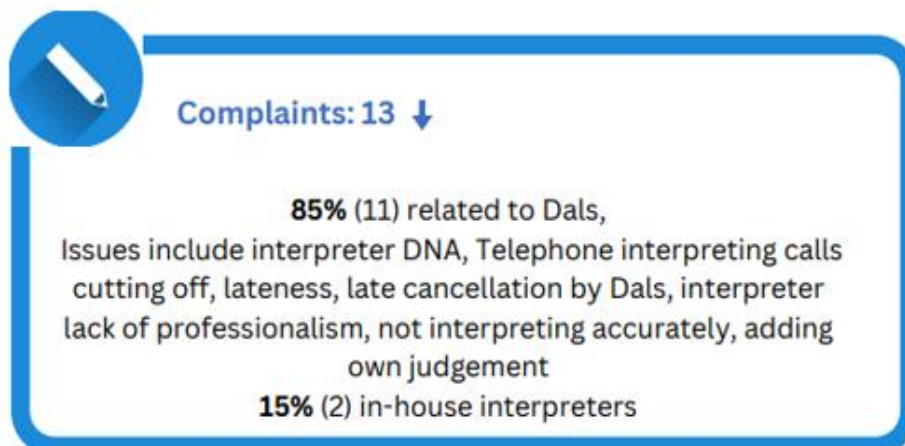 Complaints: 13 ↓
85% (11) related to Dals,
Issues include interpreter DNA, Telephone interpreting calls
cutting off, lateness, late cancellation by Dals, interpreter
lack of professionalism, not interpreting accurately, adding
own judgement
15% (2) in-house interpreters